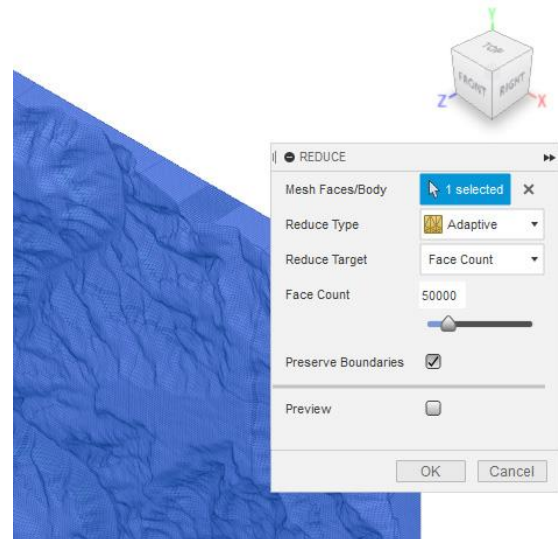 Y
TOP
FRONT
RIGHT
Z
X
REDUCE
Mesh Faces/Body 1 selected
Reduce Type Adaptive
Reduce Target Face Count
Face Count 50000
Preserve Boundaries
Preview
OK Cancel